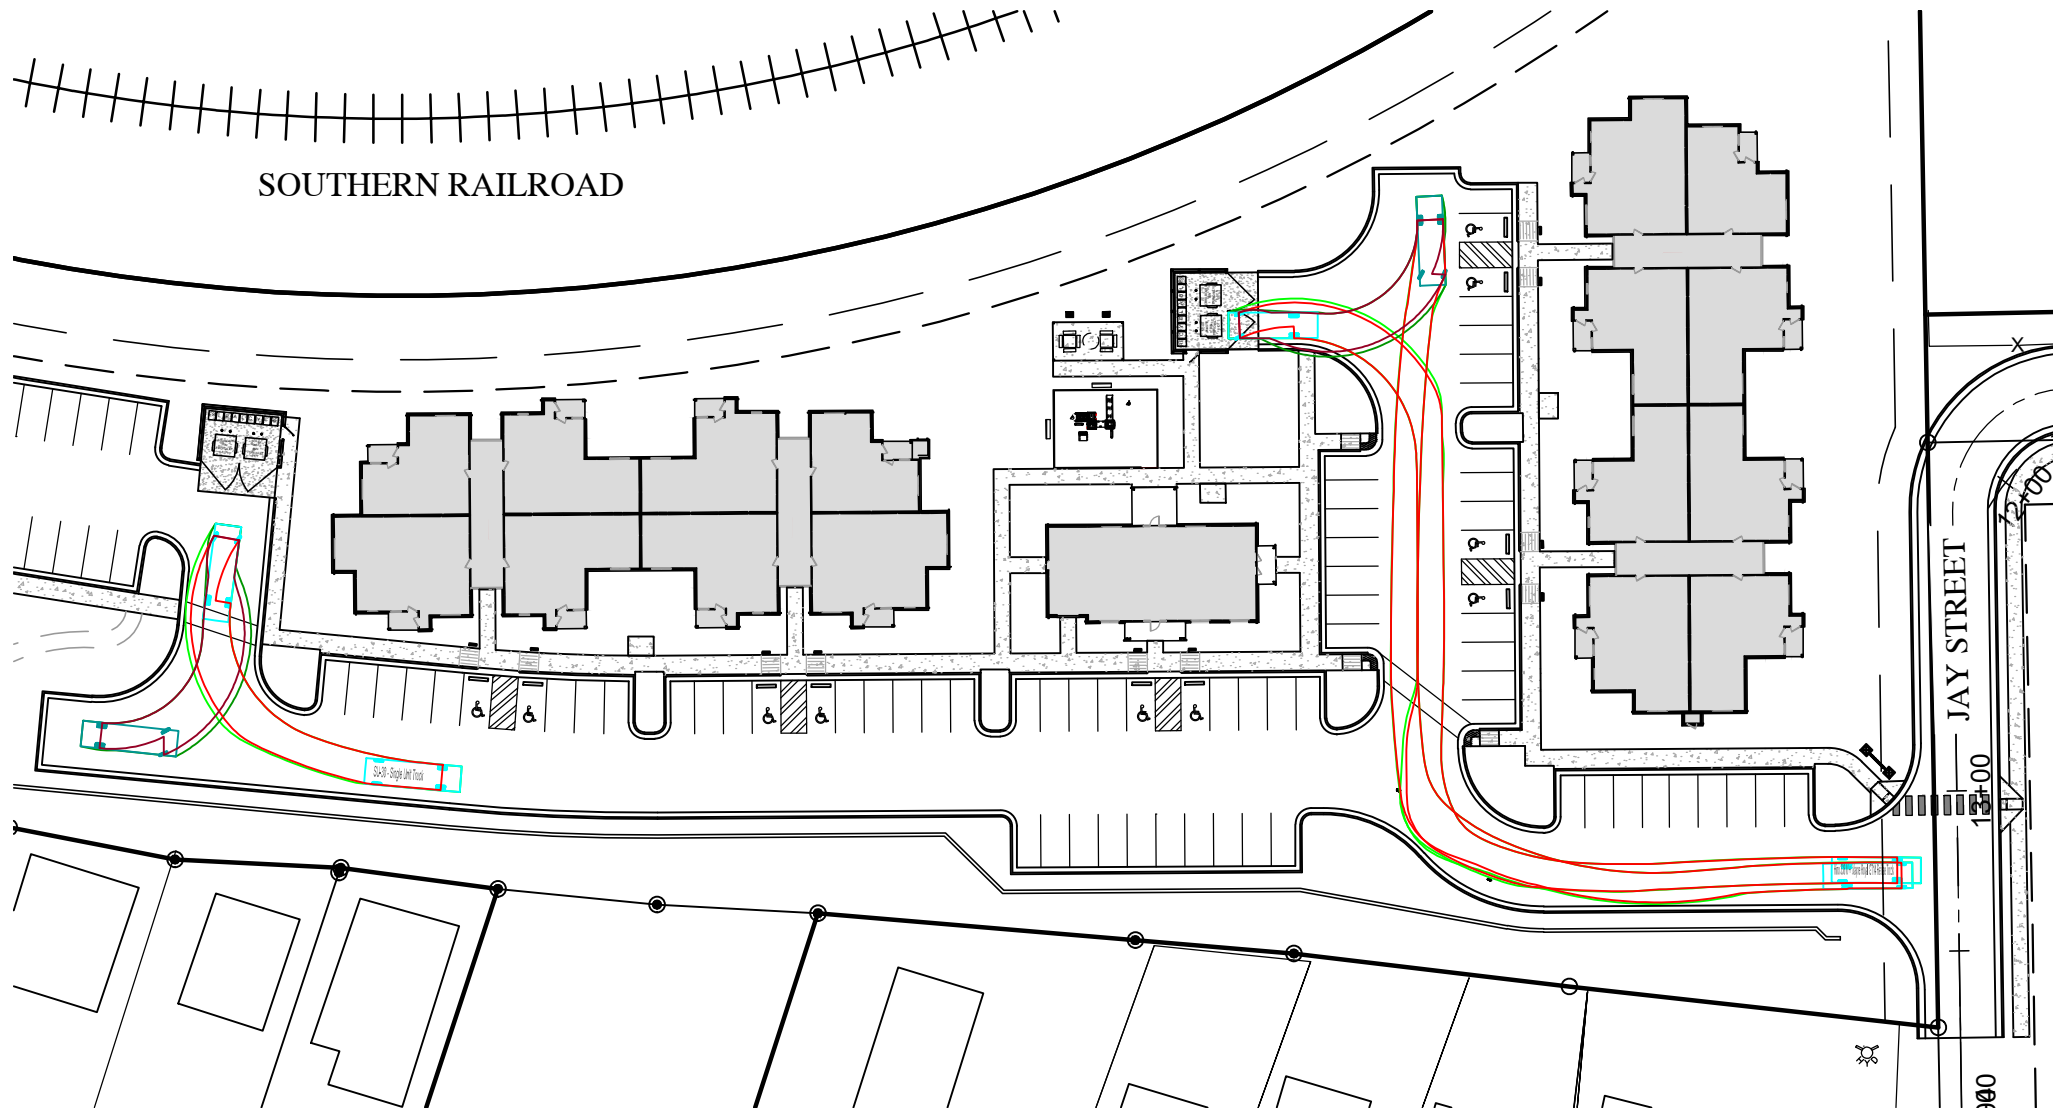 SOUTHERN RAILROAD
X
12+00
JAY STREET
13+00
SU-30 - Single Unit Truck